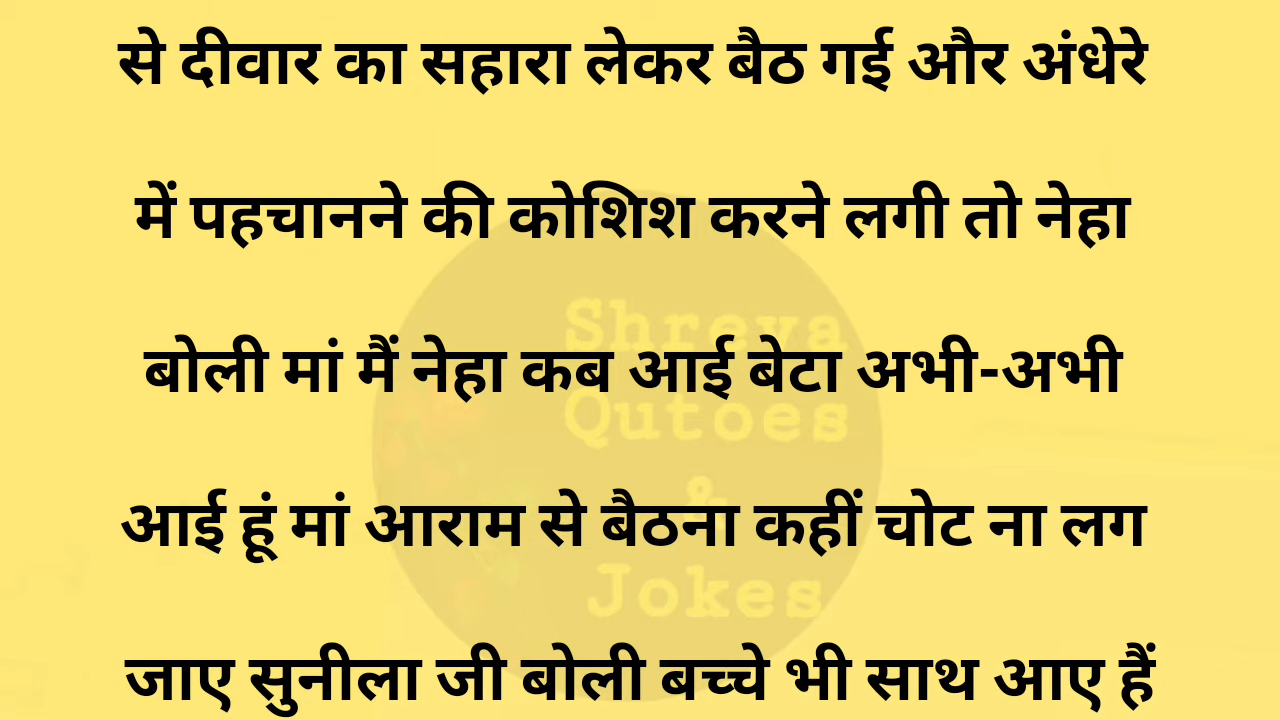 से दीवार का सहारा लेकर बैठ गई और अंधेरे
में पहचानने की कोशिश करने लगी तो नेहा
बोली मां मैं नेहा कब आई बेटा अभी-अभी
आई हूं मां आराम से बैठना कहीं चोट ना लग
जाए सुनीला जी बोली बच्चे भी साथ आए हैं
Shreya
Qutoes
&
Jokes